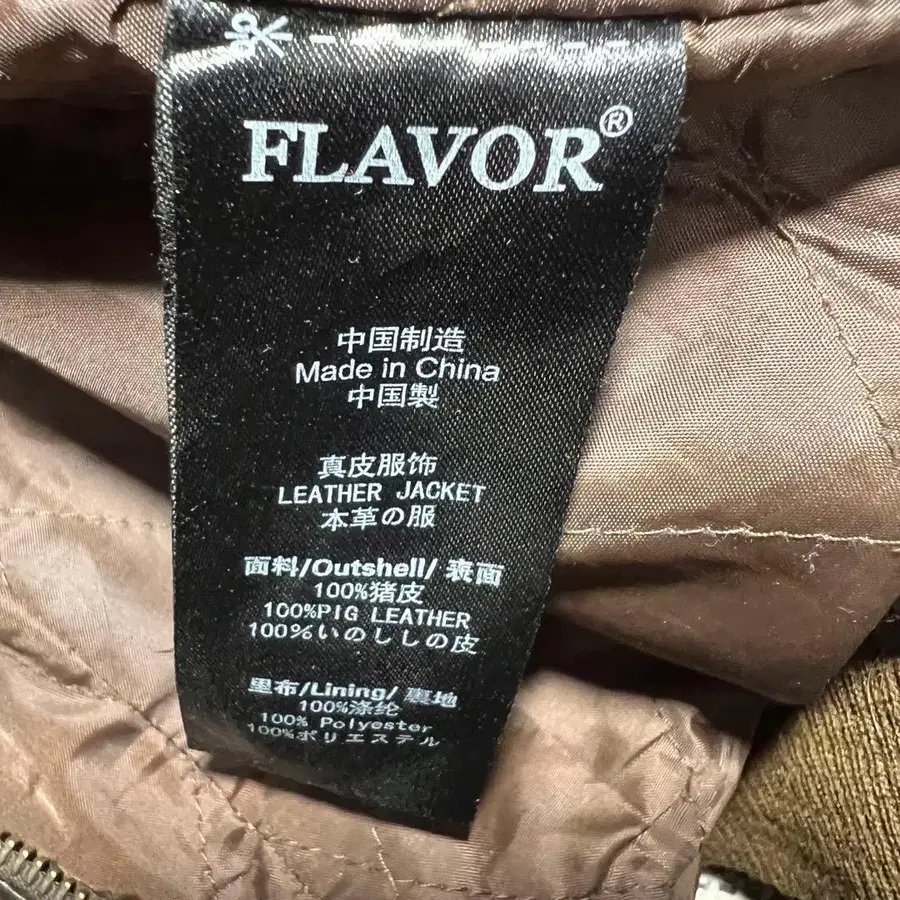 FLAVOR®
中国制造
Made in China
中国製
真皮服饰
LEATHER JACKET
本革の服
面料/Outshell/ 表面
100%猪皮
100%PIG LEATHER
100%いのししの皮
里布/Lining/ 裏地
100%涤纶
100% Polyester
100%ポリエステル